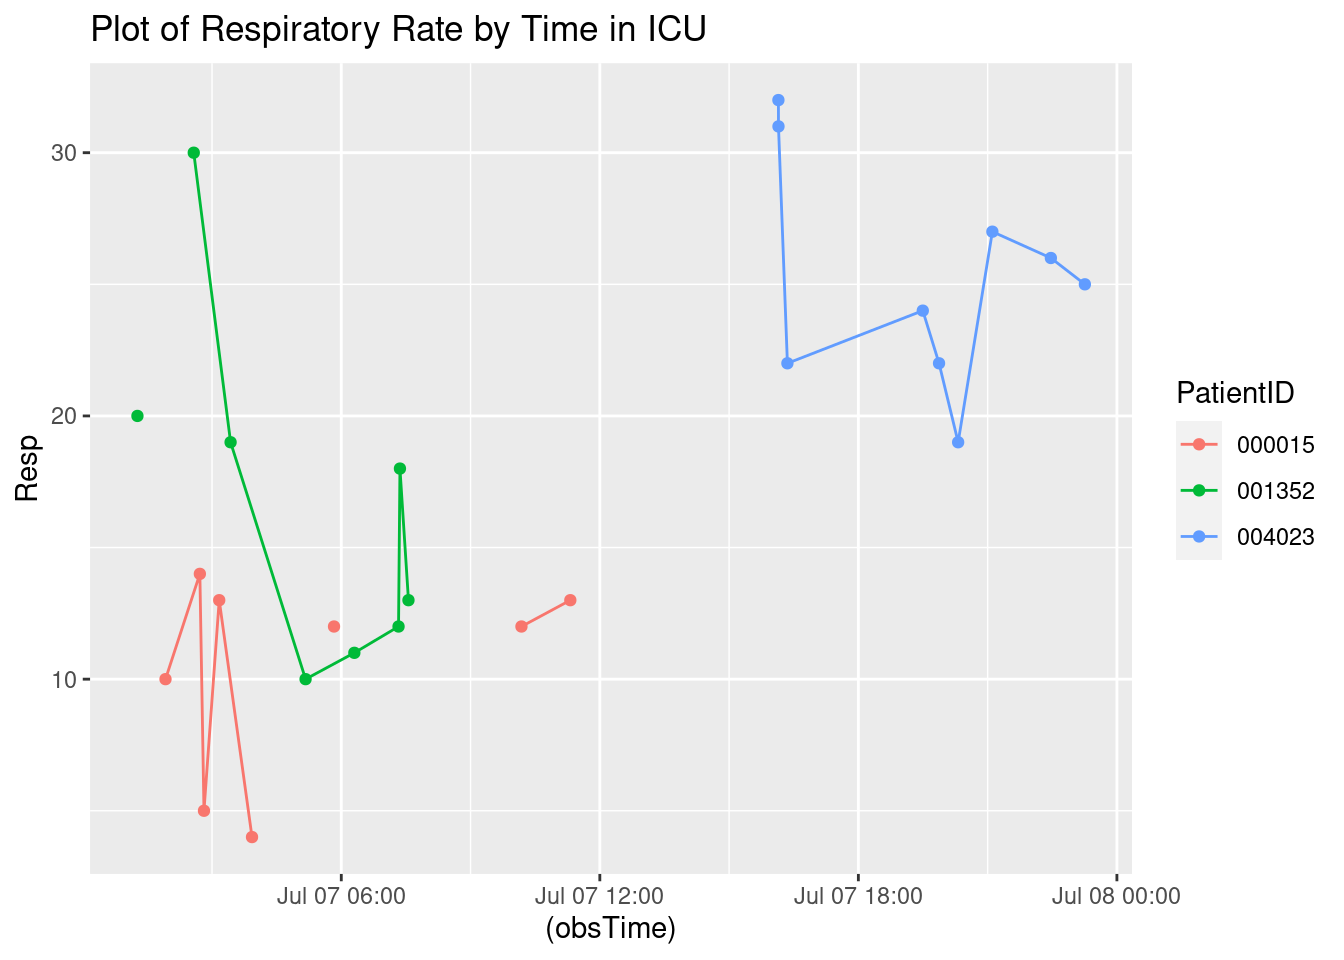 Plot of Respiratory Rate by Time in ICU
30
20
10
Resp
Jul 07 06:00
Jul 07 12:00
Jul 07 18:00
Jul 08 00:00
(obsTime)
PatientID
000015
001352
004023